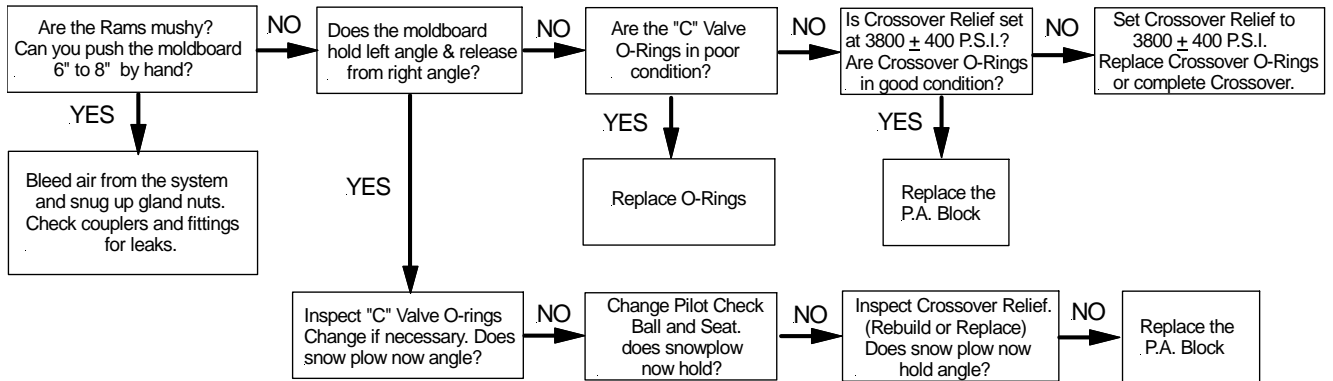 Are the Rams mushy?
Can you push the moldboard
6" to 8" by hand?
NO
Does the moldboard
hold left angle & release
from right angle?
NO
Are the "C" Valve
O-Rings in poor
condition?
NO
Is Crossover Relief set
at 3800 ± 400 P.S.I.?
Are Crossover O-Rings
in good condition?
NO
Set Crossover Relief to
3800 ± 400 P.S.I.
Replace Crossover O-Rings
or complete Crossover.
YES
Bleed air from the system
and snug up gland nuts.
Check couplers and fittings
for leaks.
YES
YES
Replace O-Rings
YES
Replace the
P.A. Block
Inspect "C" Valve O-rings
Change if necessary. Does
snow plow now angle?
NO
Change Pilot Check
Ball and Seat.
does snowplow
now hold?
NO
Inspect Crossover Relief.
(Rebuild or Replace)
Does snow plow now
hold angle?
NO
Replace the
P.A. Block